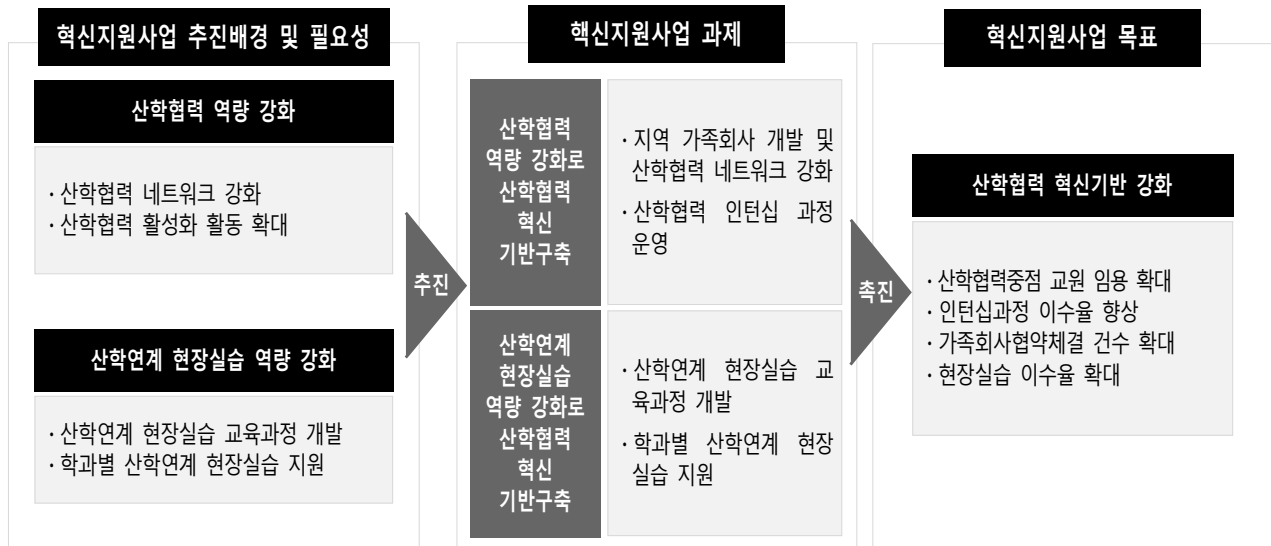 혁신지원사업 추진배경 및 필요성
산학협력 역량 강화
· 산학협력 네트워크 강화
· 산학협력 활성화 활동 확대
산학연계 현장실습 역량 강화
· 산학연계 현장실습 교육과정 개발
· 학과별 산학연계 현장실습 지원
추진
핵신지원사업 과제
산학협력
역량 강화로
산학협력
혁신
기반구축
· 지역 가족회사 개발 및
산학협력 네트워크 강화
· 산학협력 인턴십 과정
운영
산학연계
현장실습
역량 강화로
산학협력
혁신
기반구축
· 산학연계 현장실습 교
육과정 개발
· 학과별 산학연계 현장
실습 지원
촉진
혁신지원사업 목표
산학협력 혁신기반 강화
· 산학협력중점 교원 임용 확대
· 인턴십과정 이수율 향상
· 가족회사협약체결 건수 확대
· 현장실습 이수율 확대